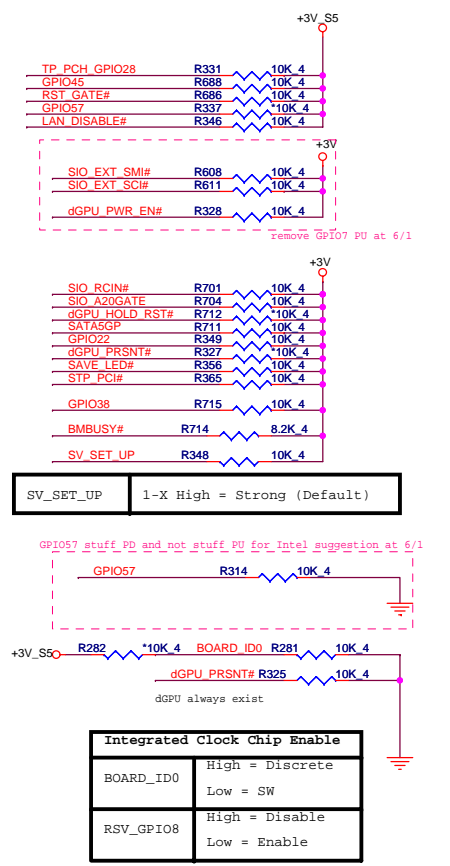 +3V_S5
TP_PCH_GPIO28 R331 10K_4
GPIO45 R688 10K_4
RST_GATE# R686 10K_4
GPIO57 R337 *10K_4
LAN_DISABLE# R346 10K_4
+3V
SIO_EXT_SMI# R608 10K_4
SIO_EXT_SCI# R611 10K_4
dGPU_PWR_EN# R328 10K_4
remove GPIO7 PU at 6/1
+3V
SIO_RCIN# R701 10K_4
SIO_A20GATE R704 10K_4
dGPU_HOLD_RST# R712 *10K_4
SATA5GP R711 10K_4
GPIO22 R349 10K_4
dGPU_PRSNT# R327 *10K_4
SAVE_LED# R356 10K_4
STP_PCI# R365 10K_4
GPIO38 R715 10K_4
BMBUSY# R714 8.2K_4
SV_SET_UP R348 10K_4
SV_SET_UP 1-X High = Strong (Default)
GPIO57 stuff PD and not stuff PU for Intel suggestion at 6/1
GPIO57 R314 10K_4
+3V_S5 R282 *10K_4 BOARD_ID0 R281 10K_4
dGPU_PRSNT# R325 10K_4
dGPU always exist
Integrated Clock Chip Enable
BOARD_ID0 High = Discrete
Low = SW
RSV_GPIO8 High = Disable
Low = Enable